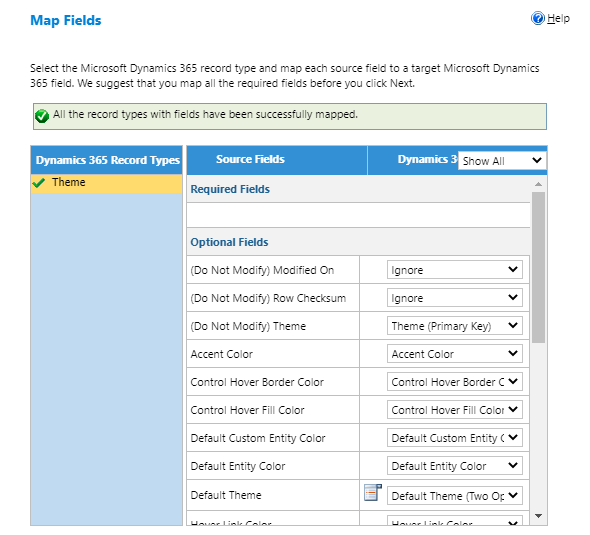 Map Fields
Help
Select the Microsoft Dynamics 365 record type and map each source field to a target Microsoft Dynamics
365 field. We suggest that you map all the required fields before you click Next.
All the record types with fields have been successfully mapped.
Dynamics 365 Record Types
Source Fields
Dynamics 3
Show All
Theme
Required Fields
Optional Fields
(Do Not Modify) Modified On
Ignore
(Do Not Modify) Row Checksum
Ignore
(Do Not Modify) Theme
Theme (Primary Key)
Accent Color
Accent Color
Control Hover Border Color
Control Hover Border C
Control Hover Fill Color
Control Hover Fill Color
Default Custom Entity Color
Default Custom Entity C
Default Entity Color
Default Entity Color
Default Theme
Default Theme (Two Op
Hover Link Color
Hover Link Color